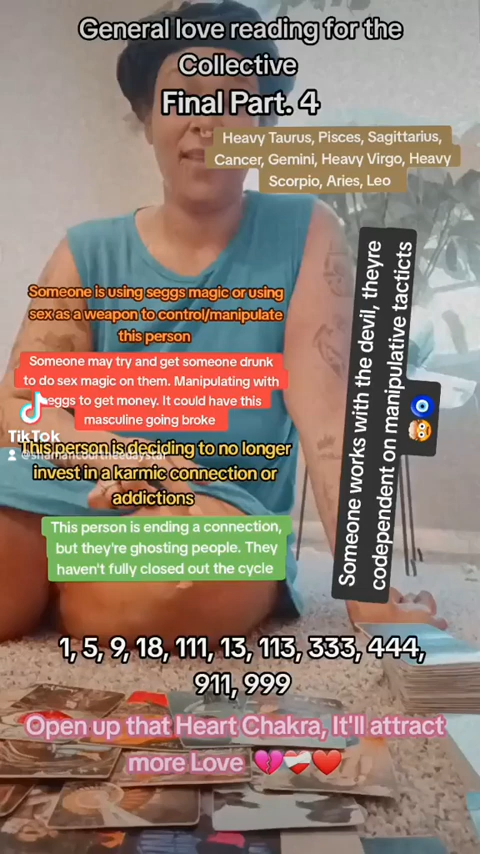 General love reading for the
Collective
Final Part. 4
Heavy Taurus, Pisces, Sagittarius,
Cancer, Gemini, Heavy Virgo, Heavy
Scorpio, Aries, Leo
Someone works with the devil, theyre
codependent on manipulative tacticts
Someone is using seggs magic or using
sex as a weapon to control/manipulate
this person
Someone may try and get someone drunk
to do sex magic on them. Manipulating with
seggs to get money. It could have this
masculine going broke
TikTok
This person is deciding to no longer
invest in a karmic connection or
addictions
This person is ending a connection,
but they're ghosting people. They
haven't fully closed out the cycle
1, 5, 9, 18, 111, 13, 113, 333, 444,
911, 999
Open up that Heart Chakra, It'll attract
more Love 💔❤️‍🩹❤️